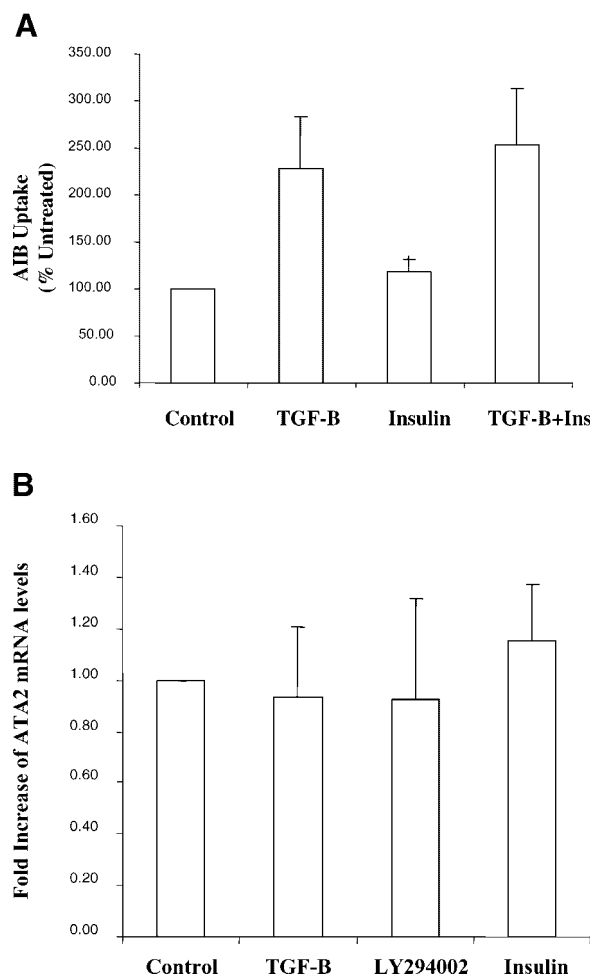 A
350.00
300.00
250.00
200.00
150.00
100.00
50.00
0.00
AIB Uptake
(% Untreated)
Control TGF-B Insulin TGF-B+Ins
B
1.60
1.40
1.20
1.00
0.80
0.60
0.40
0.20
0.00
Fold Increase of ATA2 mRNA levels
Control TGF-B LY294002 Insulin